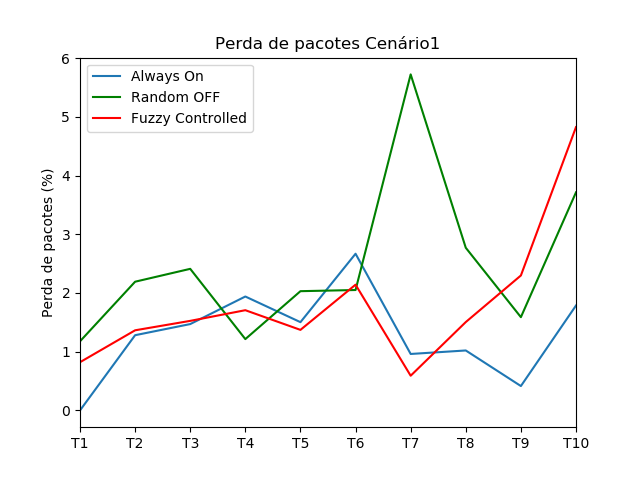 Perda de pacotes Cenário1
Always On
Random OFF
Fuzzy Controlled
Perda de pacotes (%)
6
5
4
3
2
1
0
T1 T2 T3 T4 T5 T6 T7 T8 T9 T10